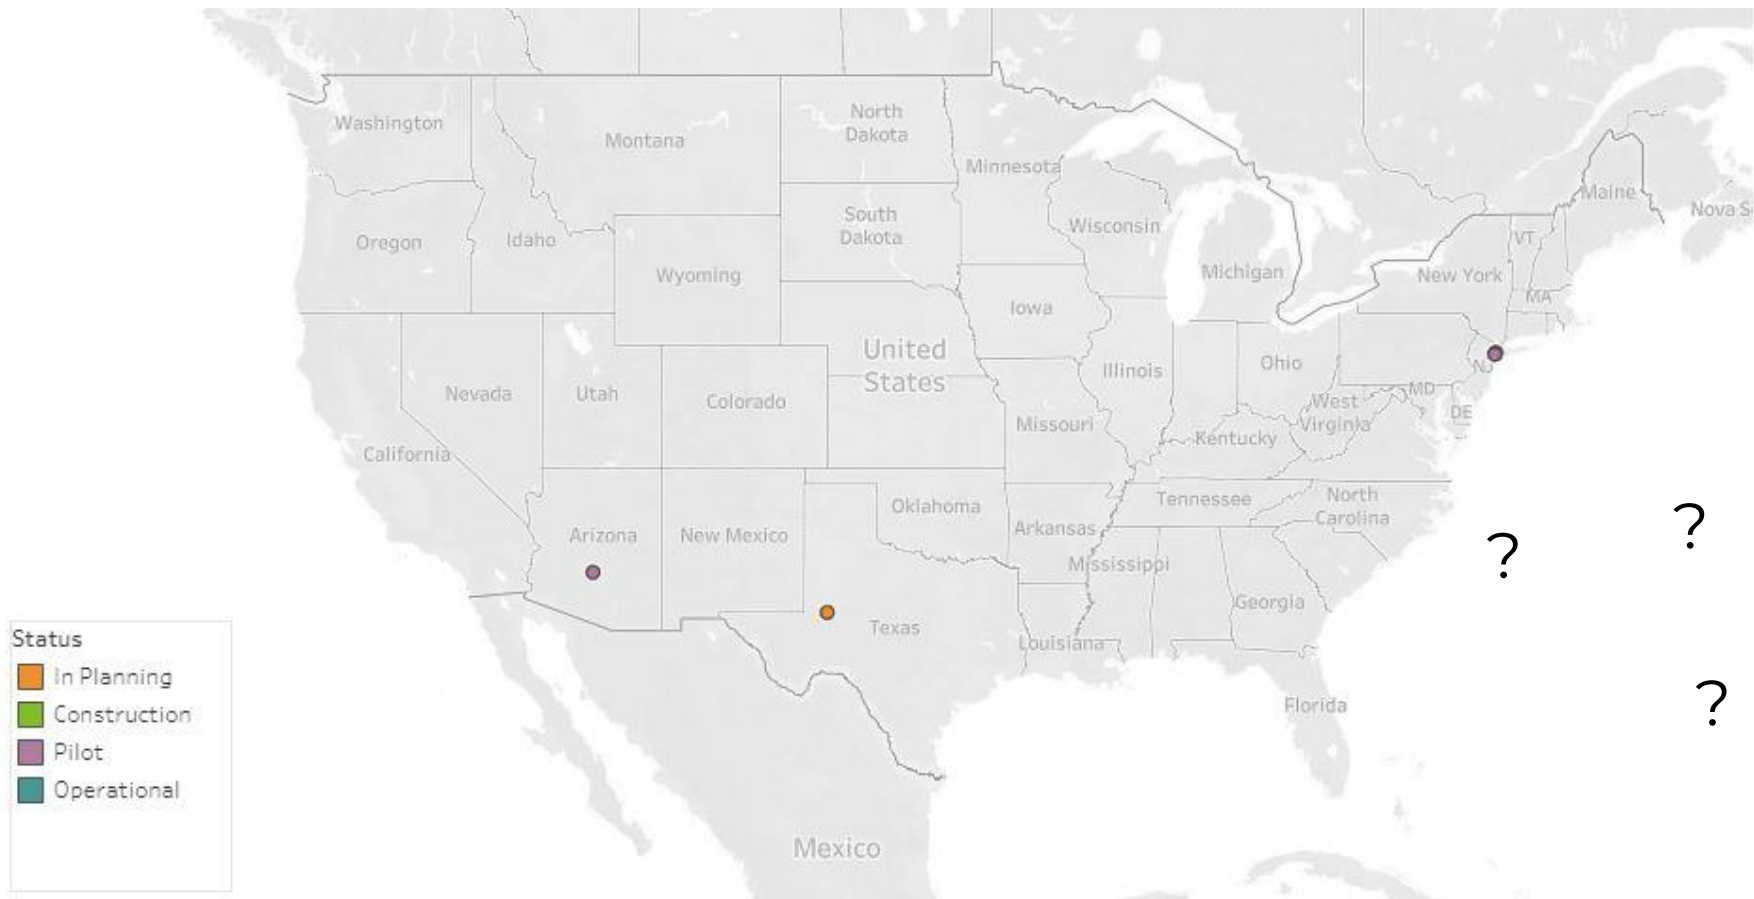 Washington
Montana
North
Dakota
Minnesota
Maine
Nova S
Oregon
Idaho
South
Dakota
Wisconsin
VT
Wyoming
Michigan
New York
MA
Iowa
United
States
Nevada
Utah
Colorado
Illinois
Ohio
NJ
MD
West
Virginia
DE
California
Missouri
Kentucky
Arizona
New Mexico
Oklahoma
Arkansas
Tennessee
North
Carolina
?
?
Mississippi
Georgia
Texas
Louisiana
Florida
?
Mexico
Status
In Planning
Construction
Pilot
Operational